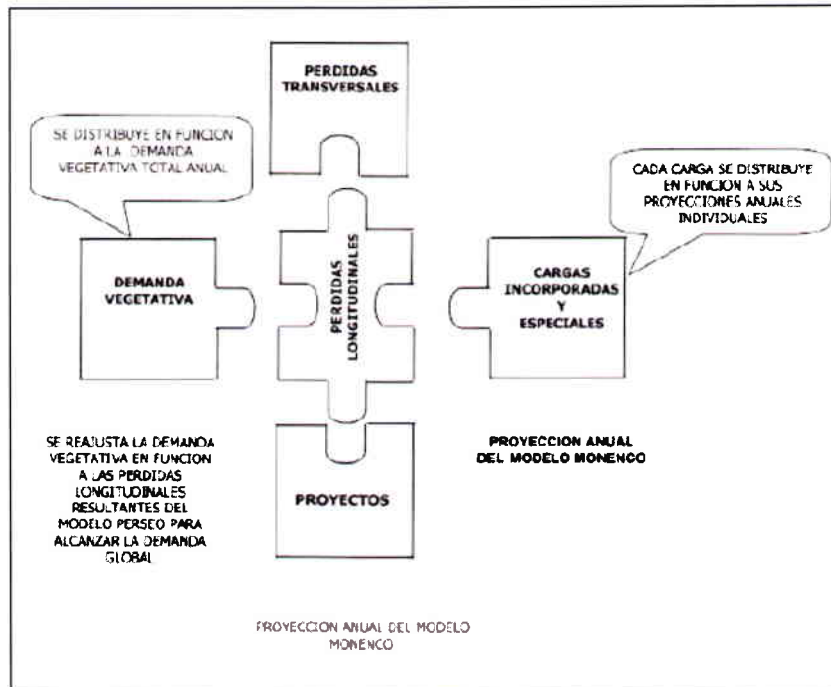 PERDIDAS
TRANSVERSALES
SE DISTRIBUYE EN FUNCION
A LA DEMANDA
VEGETATIVA TOTAL ANUAL
CADA CARGA SE DISTRIBUYE
EN FUNCION A SUS
PROYECCIONES ANUALES
INDIVIDUALES
DEMANDA
VEGETATIVA
PERDIDAS
LONGITUDINALES
CARGAS
INCORPORADAS
Y
ESPECIALES
SE REAJUSTA LA DEMANDA
VEGETATIVA EN FUNCION
A LAS PERDIDAS
LONGITUDINALES
RESULTANTES DEL
MODELO PERSEO PARA
ALCANZAR LA DEMANDA
GLOBAL
PROYECCION ANUAL
DEL MODELO MONENCO
PROYECTOS
PROYECCION ANUAL DEL MODELO
MONENCO